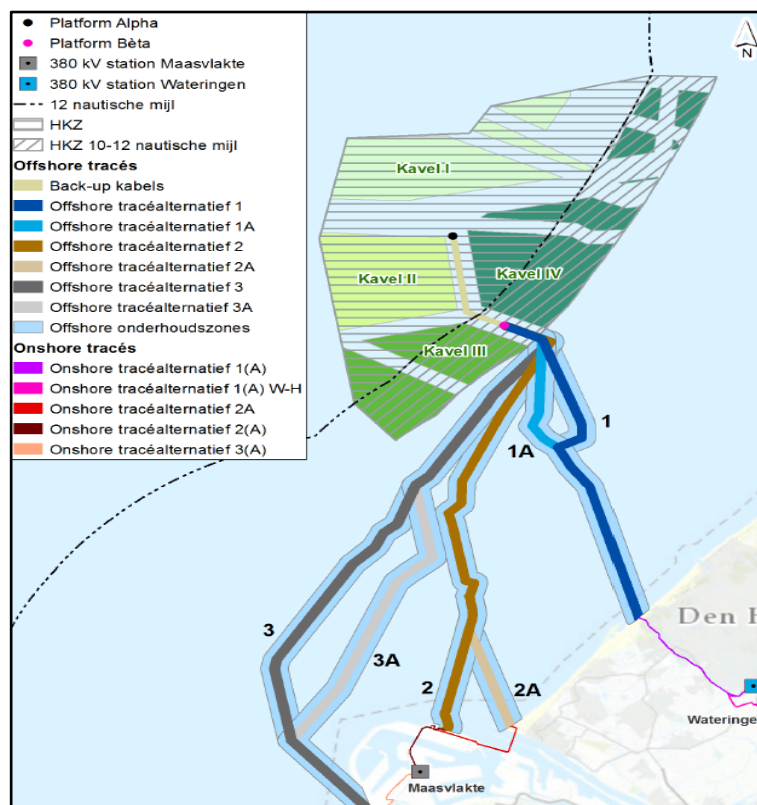 Platform Alpha
Platform Bèta
380 kV station Maasvlakte
380 kV station Wateringen
12 nautische mijl
HKZ
HKZ 10-12 nautische mijl
Offshore tracés
Back-up kabels
Offshore tracéalternatief 1
Offshore tracéalternatief 1A
Offshore tracéalternatief 2
Offshore tracéalternatief 2A
Offshore tracéalternatief 3
Offshore tracéalternatief 3A
Offshore onderhoudszones
Onshore tracés
Onshore tracéalternatief 1(A)
Onshore tracéalternatief 1(A) W-H
Onshore tracéalternatief 2A
Onshore tracéalternatief 2(A)
Onshore tracéalternatief 3(A)
N
Kavel I
Kavel II
Kavel IV
Kavel III
1
1A
3
3A
2
2A
Den H
Wateringe
Maasvlakte